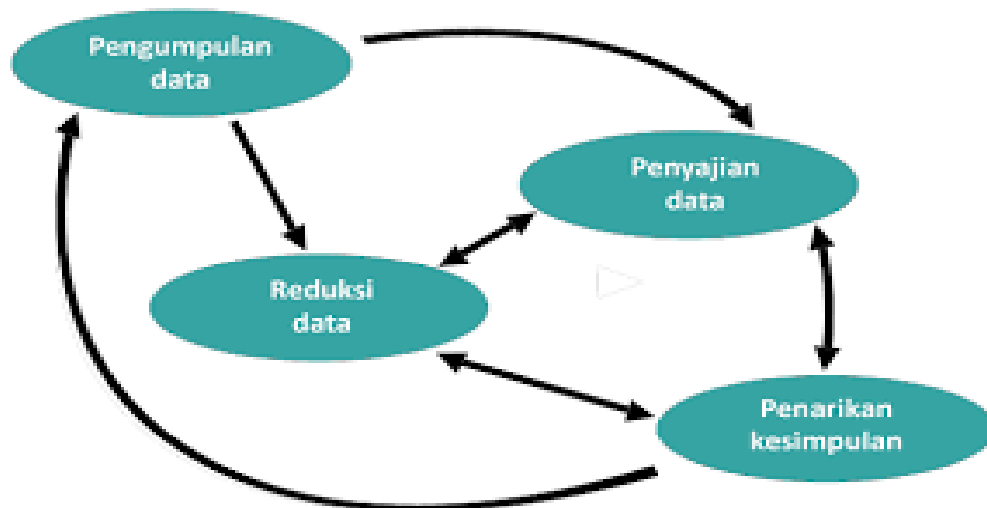 Pengumpulan
data
Penyajian
data
Reduksi
data
Penarikan
kesimpulan